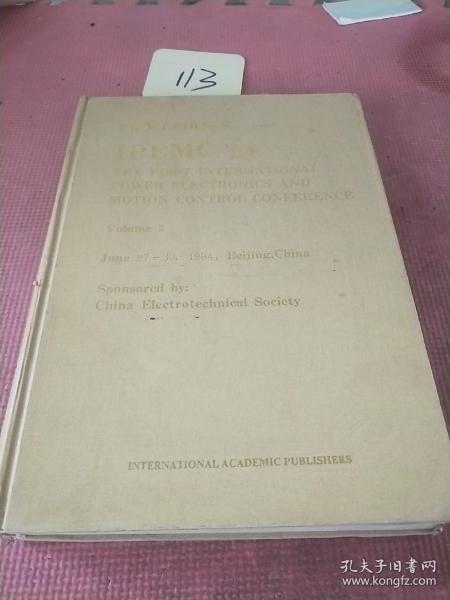 113
PROCEEDINGS
IPEMC '94
THE FIRST INTERNATIONAL
POWER ELECTRONICS AND
MOTION CONTROL CONFERENCE
Volume 2
June 27-30, 1994, Beijing, China
Sponsored by:
China Electrotechnical Society
INTERNATIONAL ACADEMIC PUBLISHERS
孔夫子旧书网
www.kongfz.com